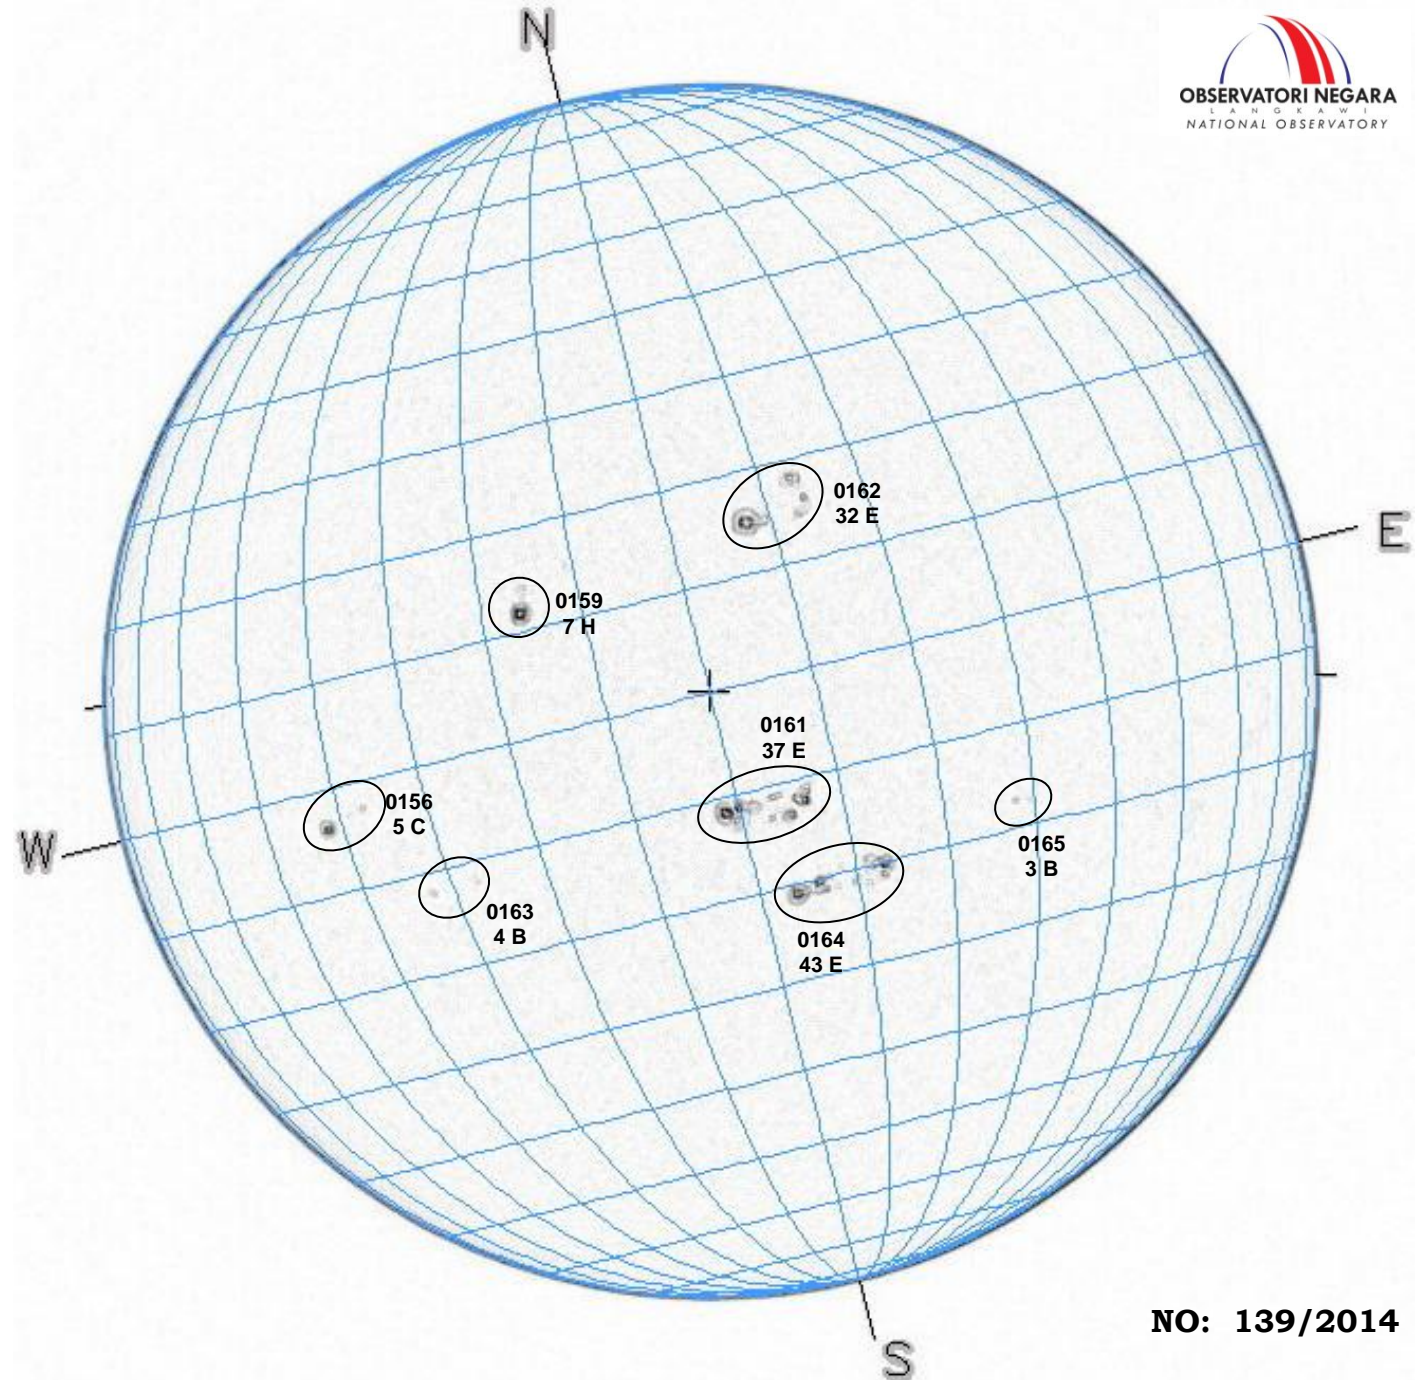 N
OBSERVATORI NEGARA
LANGKAWI
NATIONAL OBSERVATORY
0162
32 E
E
0159
7 H
0161
37 E
0156
5 C
W
0165
3 B
0163
4 B
0164
43 E
NO: 139/2014
S